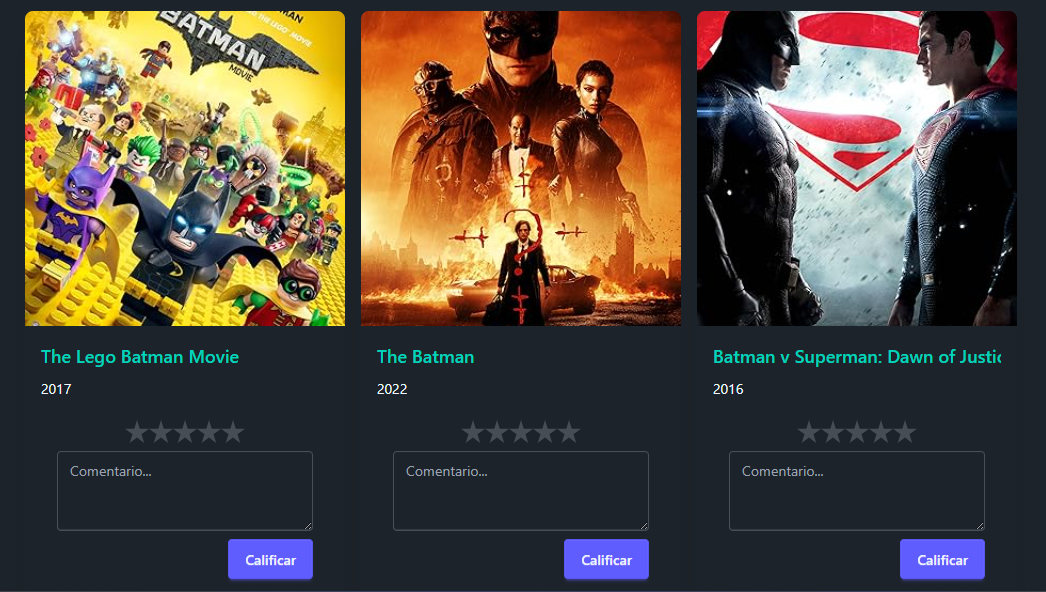 BATMAN
MOVIE
The Lego Batman Movie
2017
Comentario...
Calificar
The Batman
2022
Comentario...
Calificar
Batman v Superman: Dawn of Justic
2016
Comentario...
Calificar